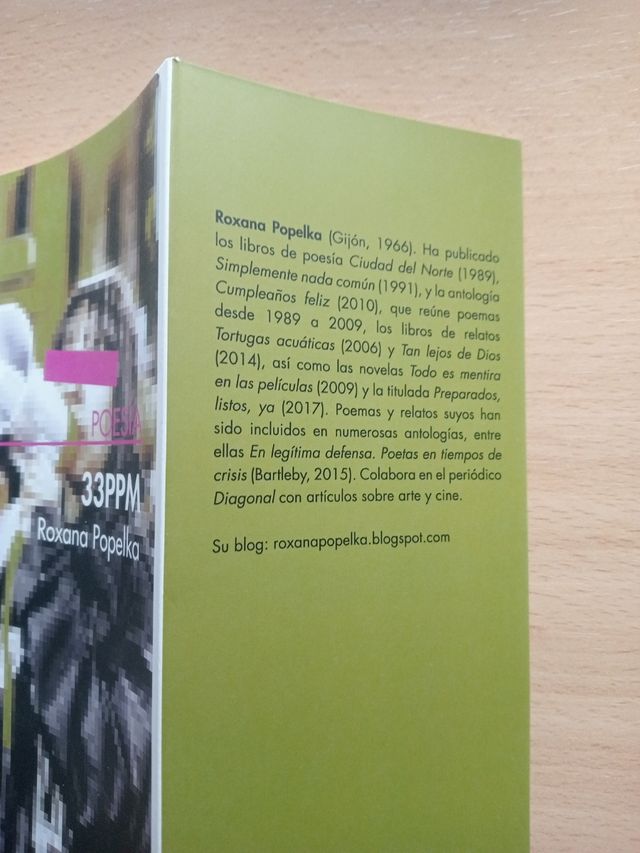 POESÍA
33PPM
Roxana Popelka
Roxana Popelka (Gijón, 1966). Ha publicado
los libros de poesía Ciudad del Norte (1989),
Simplemente nada común (1991), y la antología
Cumpleaños feliz (2010), que reúne poemas
desde 1989 a 2009, los libros de relatos
Tortugas acuáticas (2006) y Tan lejos de Dios
(2014), así como las novelas Todo es mentira
en las películas (2009) y la titulada Preparados,
listos, ya (2017). Poemas y relatos suyos han
sido incluidos en numerosas antologías, entre
ellas En legítima defensa. Poetas en tiempos de
crisis (Bartleby, 2015). Colabora en el periódico
Diagonal con artículos sobre arte y cine.
Su blog: roxanapopelka.blogspot.com